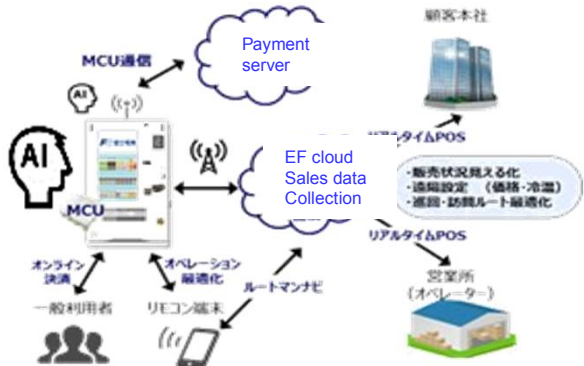 顧客本社
MCU通信
Payment
server
AI
AI
リアルタイムPOS
EF cloud
Sales data
Collection
・販売状況見える化
・遠隔設定 (価格・冷温)
・巡回・訪問ルート最適化
MCU
リアルタイムPOS
オンライン
決済
オペレーション
最適化
ルートマンナビ
営業所
(オペレーター)
一般利用者
リモコン端末